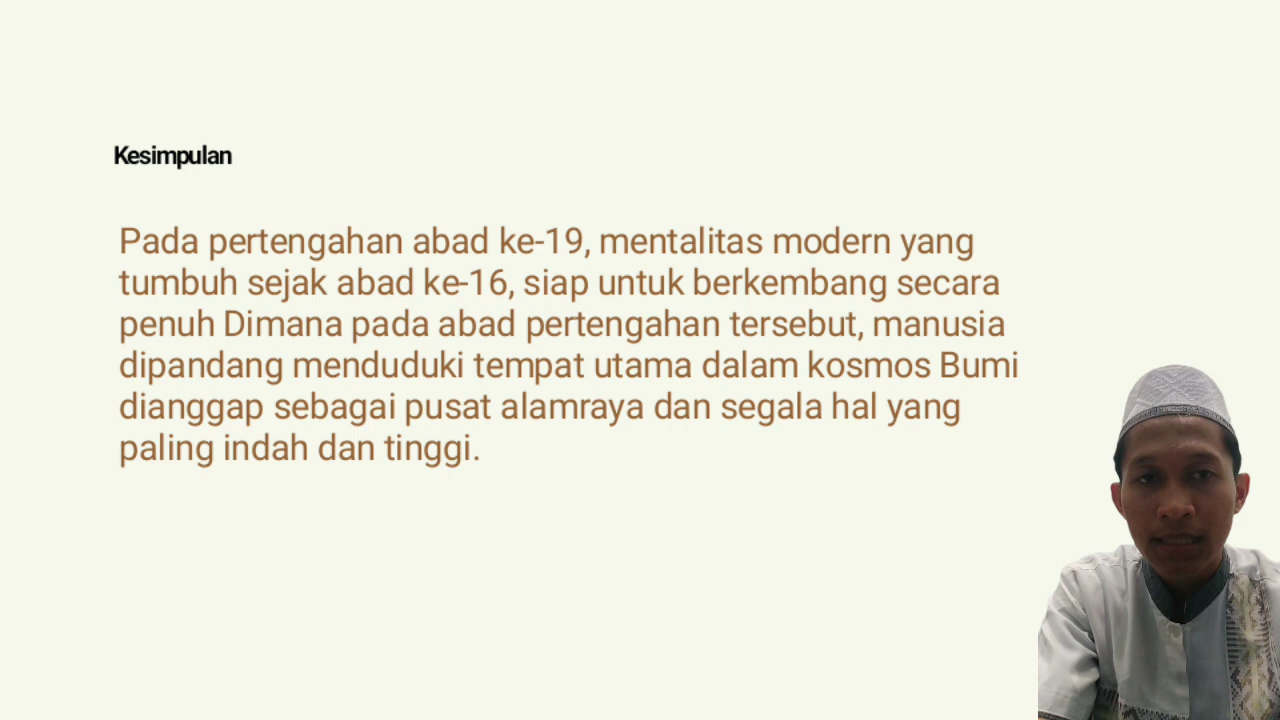 Kesimpulan
Pada pertengahan abad ke-19, mentalitas modern yang
tumbuh sejak abad ke-16, siap untuk berkembang secara
penuh Dimana pada abad pertengahan tersebut, manusia
dipandang menduduki tempat utama dalam kosmos Bumi
dianggap sebagai pusat alamraya dan segala hal yang
paling indah dan tinggi.